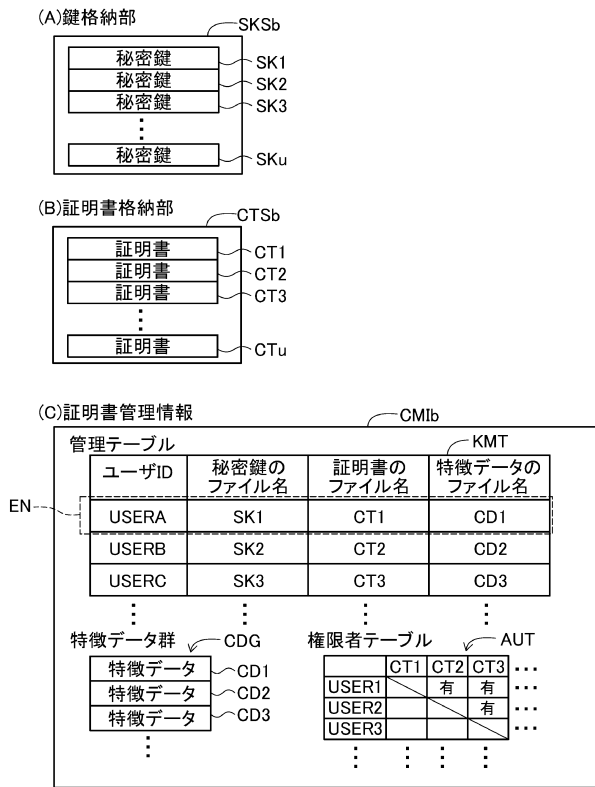 (A)鍵格納部
SKSb
秘密鍵 SK1
秘密鍵 SK2
秘密鍵 SK3
秘密鍵 SKu
(B)証明書格納部
CTSb
証明書 CT1
証明書 CT2
証明書 CT3
証明書 CTu
(C)証明書管理情報
CMIb
管理テーブル KMT
ユーザID 秘密鍵の 証明書の 特徴データの
ファイル名 ファイル名 ファイル名
EN
USERA SK1 CT1 CD1
USERB SK2 CT2 CD2
USERC SK3 CT3 CD3
特徴データ群 CDG
特徴データ CD1
特徴データ CD2
特徴データ CD3
権限者テーブル AUT
CT1 CT2 CT3 …
USER1 有 有 …
USER2 有 …
USER3